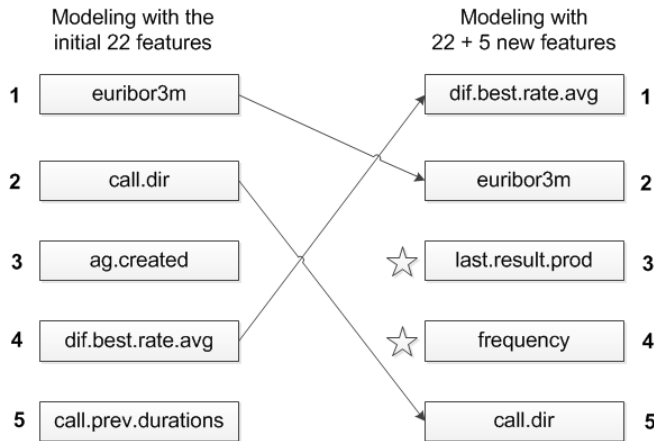 Modeling with the
initial 22 features
Modeling with
22 + 5 new features
1 euribor3m
dif.best.rate.avg 1
2 call.dir
euribor3m 2
3 ag.created
last.result.prod 3
4 dif.best.rate.avg
frequency 4
5 call.prev.durations
call.dir 5